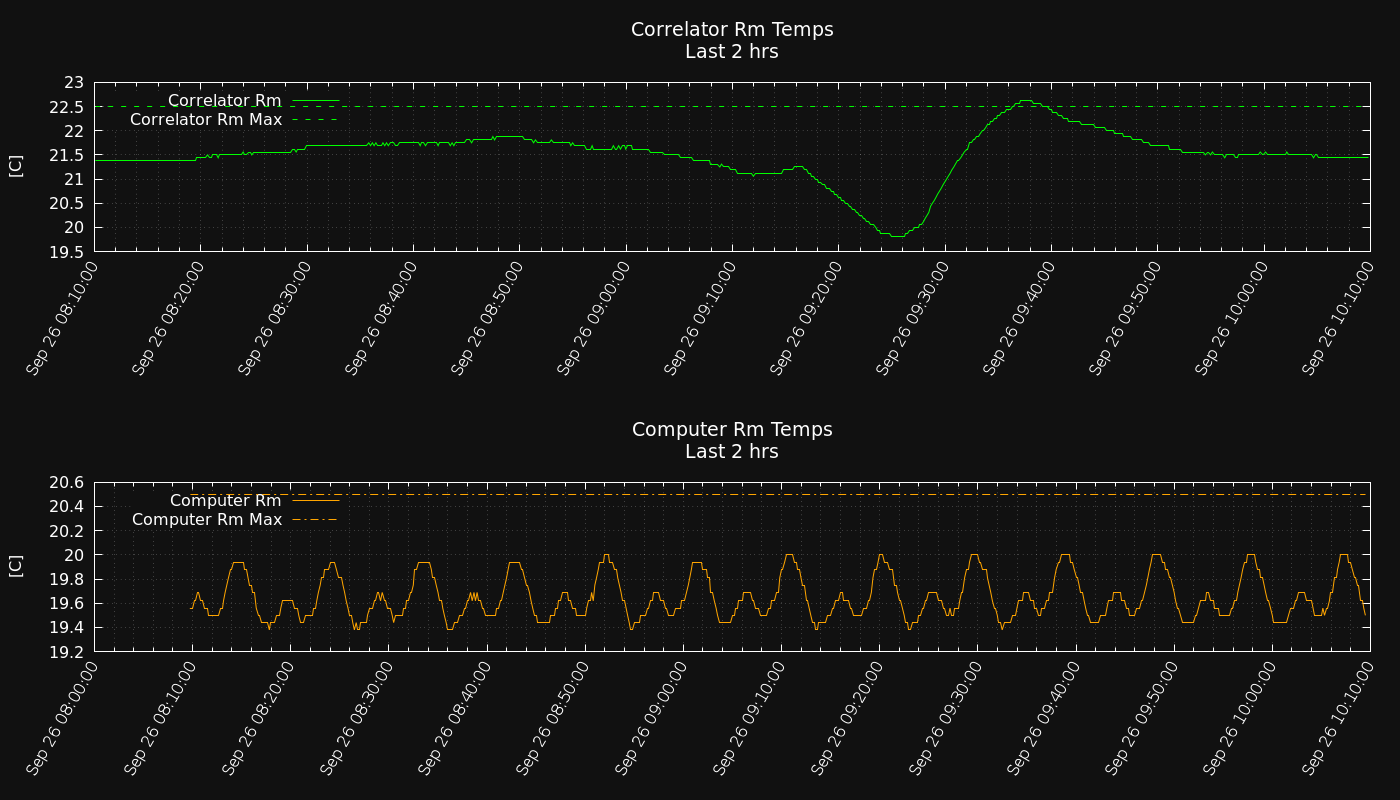 Correlator Rm Temps
Last 2 hrs
[C]
23
22.5
22
21.5
21
20.5
20
19.5
Correlator Rm
Correlator Rm Max
Sep 26 08:10:00
Sep 26 08:20:00
Sep 26 08:30:00
Sep 26 08:40:00
Sep 26 08:50:00
Sep 26 09:00:00
Sep 26 09:10:00
Sep 26 09:20:00
Sep 26 09:30:00
Sep 26 09:40:00
Sep 26 09:50:00
Sep 26 10:00:00
Sep 26 10:10:00
Computer Rm Temps
Last 2 hrs
[C]
20.6
20.4
20.2
20
19.8
19.6
19.4
19.2
Computer Rm
Computer Rm Max
Sep 26 08:00:00
Sep 26 08:10:00
Sep 26 08:20:00
Sep 26 08:30:00
Sep 26 08:40:00
Sep 26 08:50:00
Sep 26 09:00:00
Sep 26 09:10:00
Sep 26 09:20:00
Sep 26 09:30:00
Sep 26 09:40:00
Sep 26 09:50:00
Sep 26 10:00:00
Sep 26 10:10:00